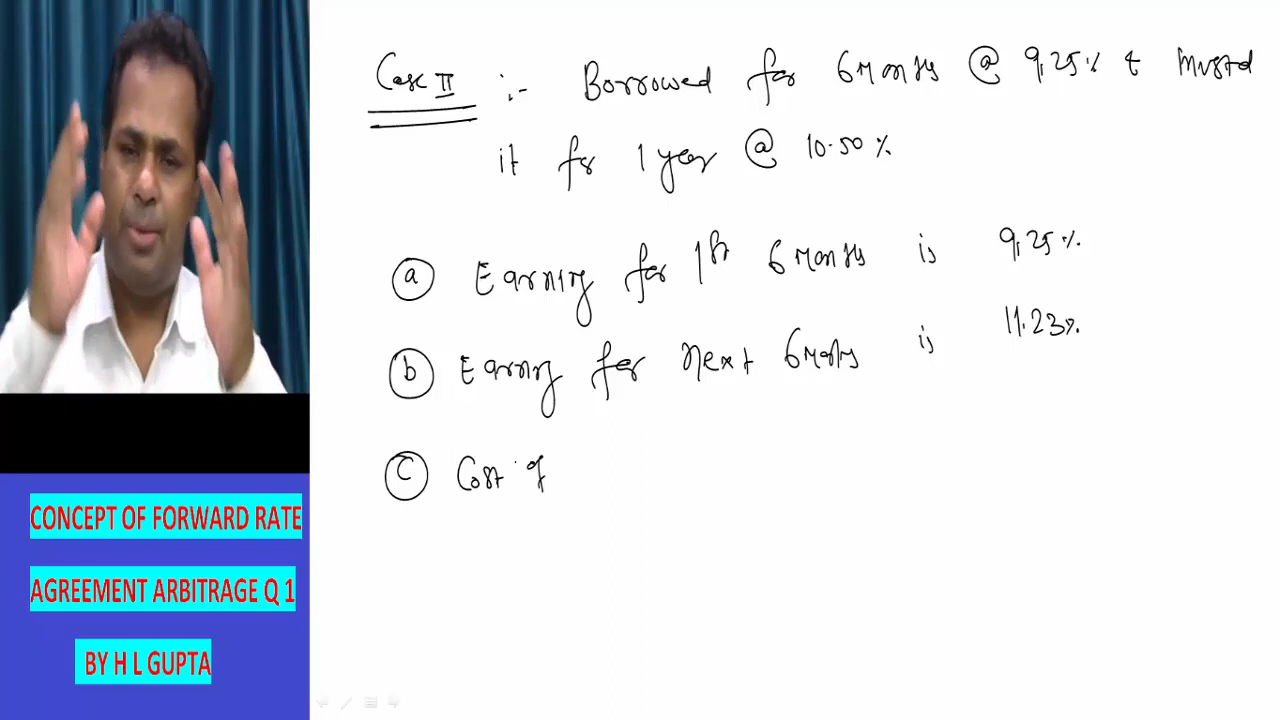 Case II :- Borrowed for 6 Months @ 9.25% & Invested
it for 1 year @ 10.50 %
(a) Earning for 1st 6 Months is 9.25%
(b) Earning for Next 6 Months is 11.23%
(c) Cost of
CONCEPT OF FORWARD RATE
AGREEMENT ARBITRAGE Q 1
BY H L GUPTA